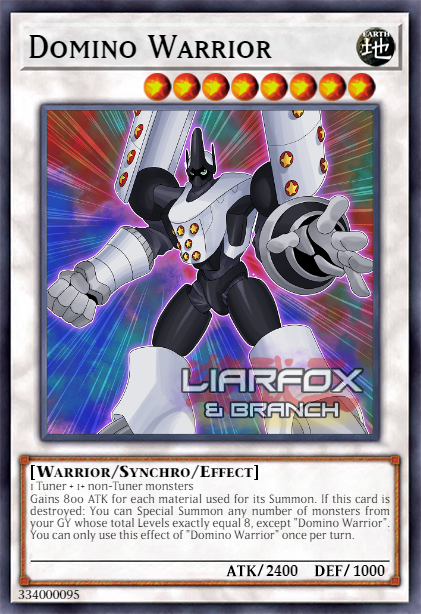 Domino Warrior
EARTH
地
LIARFOX
& BRANCH
[Warrior/Synchro/Effect]
1 Tuner + 1+ non-Tuner monsters
Gains 800 ATK for each material used for its Summon. If this card is
destroyed: You can Special Summon any number of monsters from
your GY whose total Levels exactly equal 8, except "Domino Warrior".
You can only use this effect of "Domino Warrior" once per turn.
ATK/2400 DEF/1000
334000095